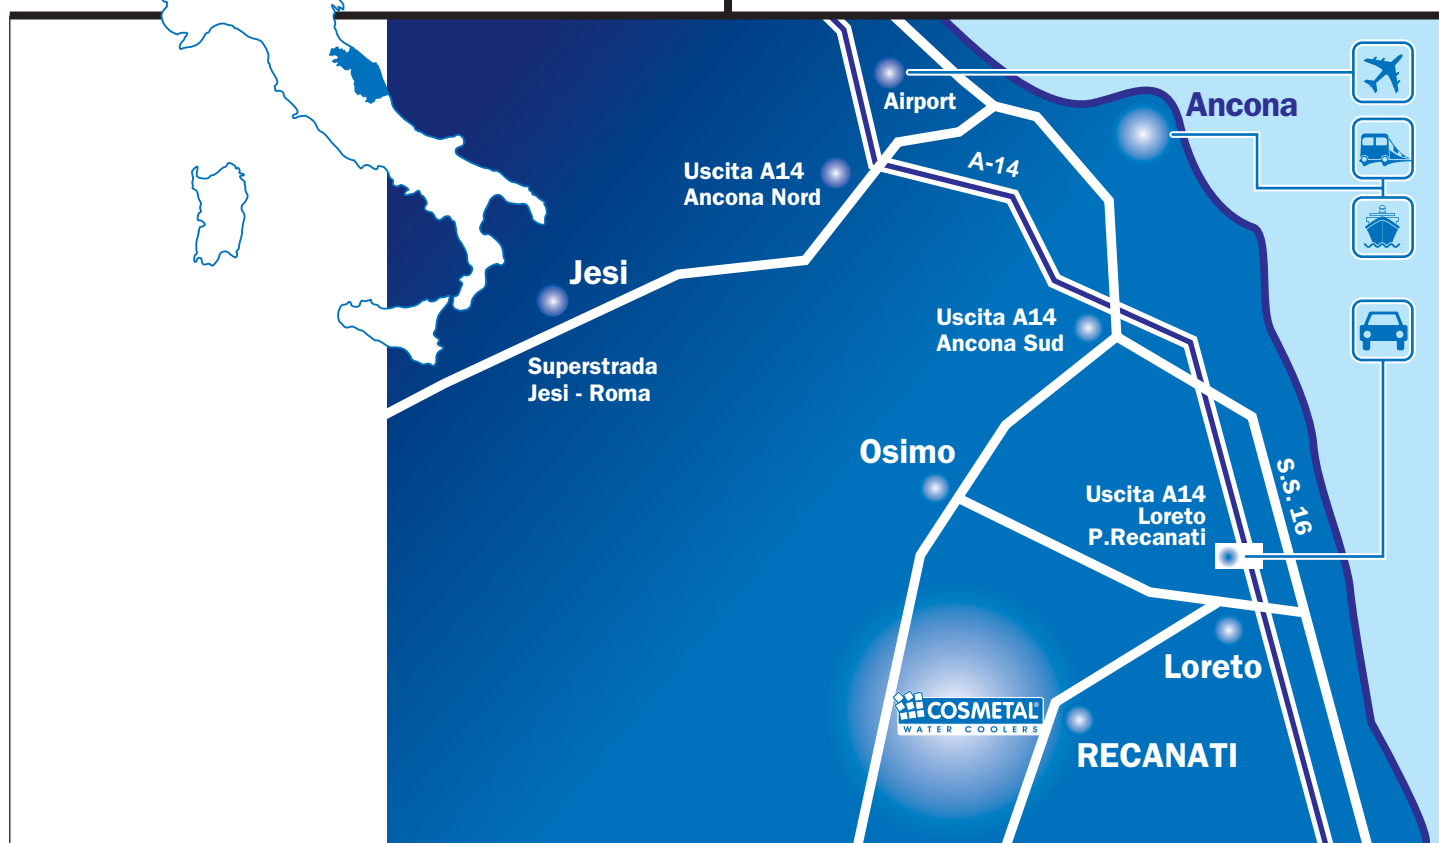 Airport
Ancona
A-14
Uscita A14
Ancona Nord
Jesi
Uscita A14
Ancona Sud
Superstrada
Jesi - Roma
Osimo
S.S. 16
Uscita A14
Loreto
P.Recanati
Loreto
COSMETAL®
WATER COOLERS
RECANATI